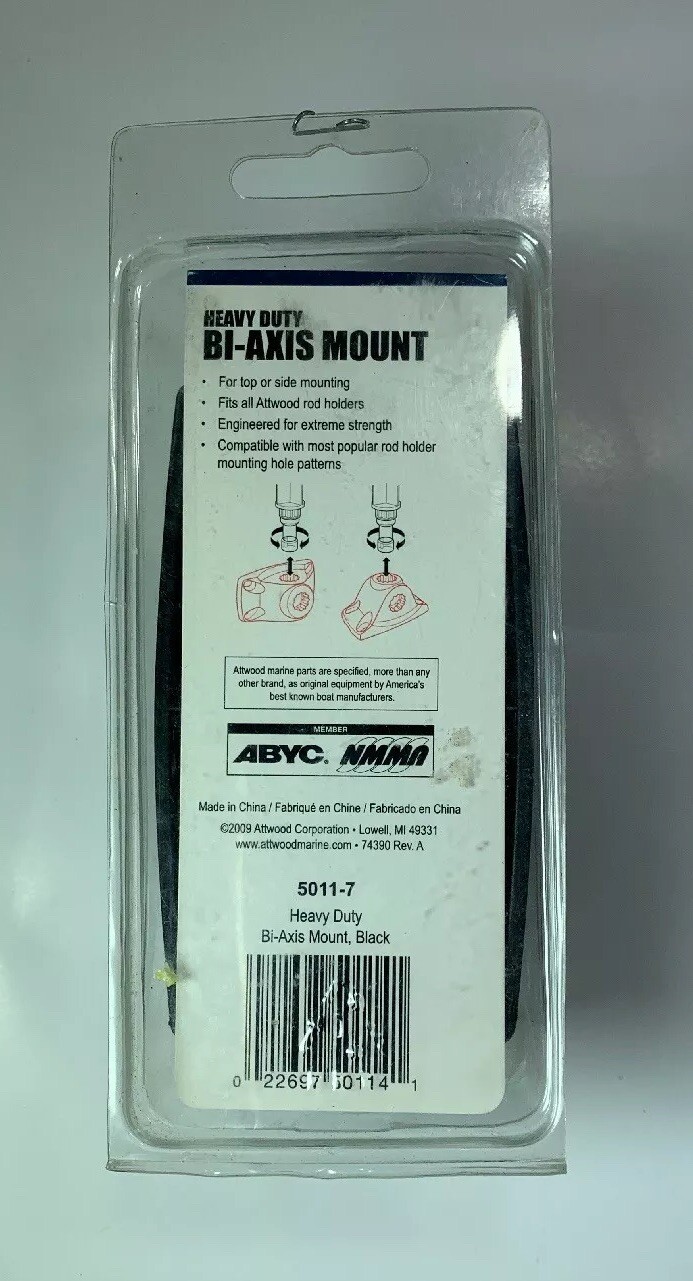 HEAVY DUTY
BI-AXIS MOUNT
• For top or side mounting
• Fits all Attwood rod holders
• Engineered for extreme strength
• Compatible with most popular rod holder
mounting hole patterns
Attwood marine parts are specified, more than any
other brand, as original equipment by America's
best known boat manufacturers.
MEMBER
ABYC. NMMA
Made in China / Fabriqué en Chine / Fabricado en China
©2009 Attwood Corporation • Lowell, MI 49331
www.attwoodmarine.com • 74390 Rev. A
5011-7
Heavy Duty
Bi-Axis Mount, Black
0 22697 50114 1